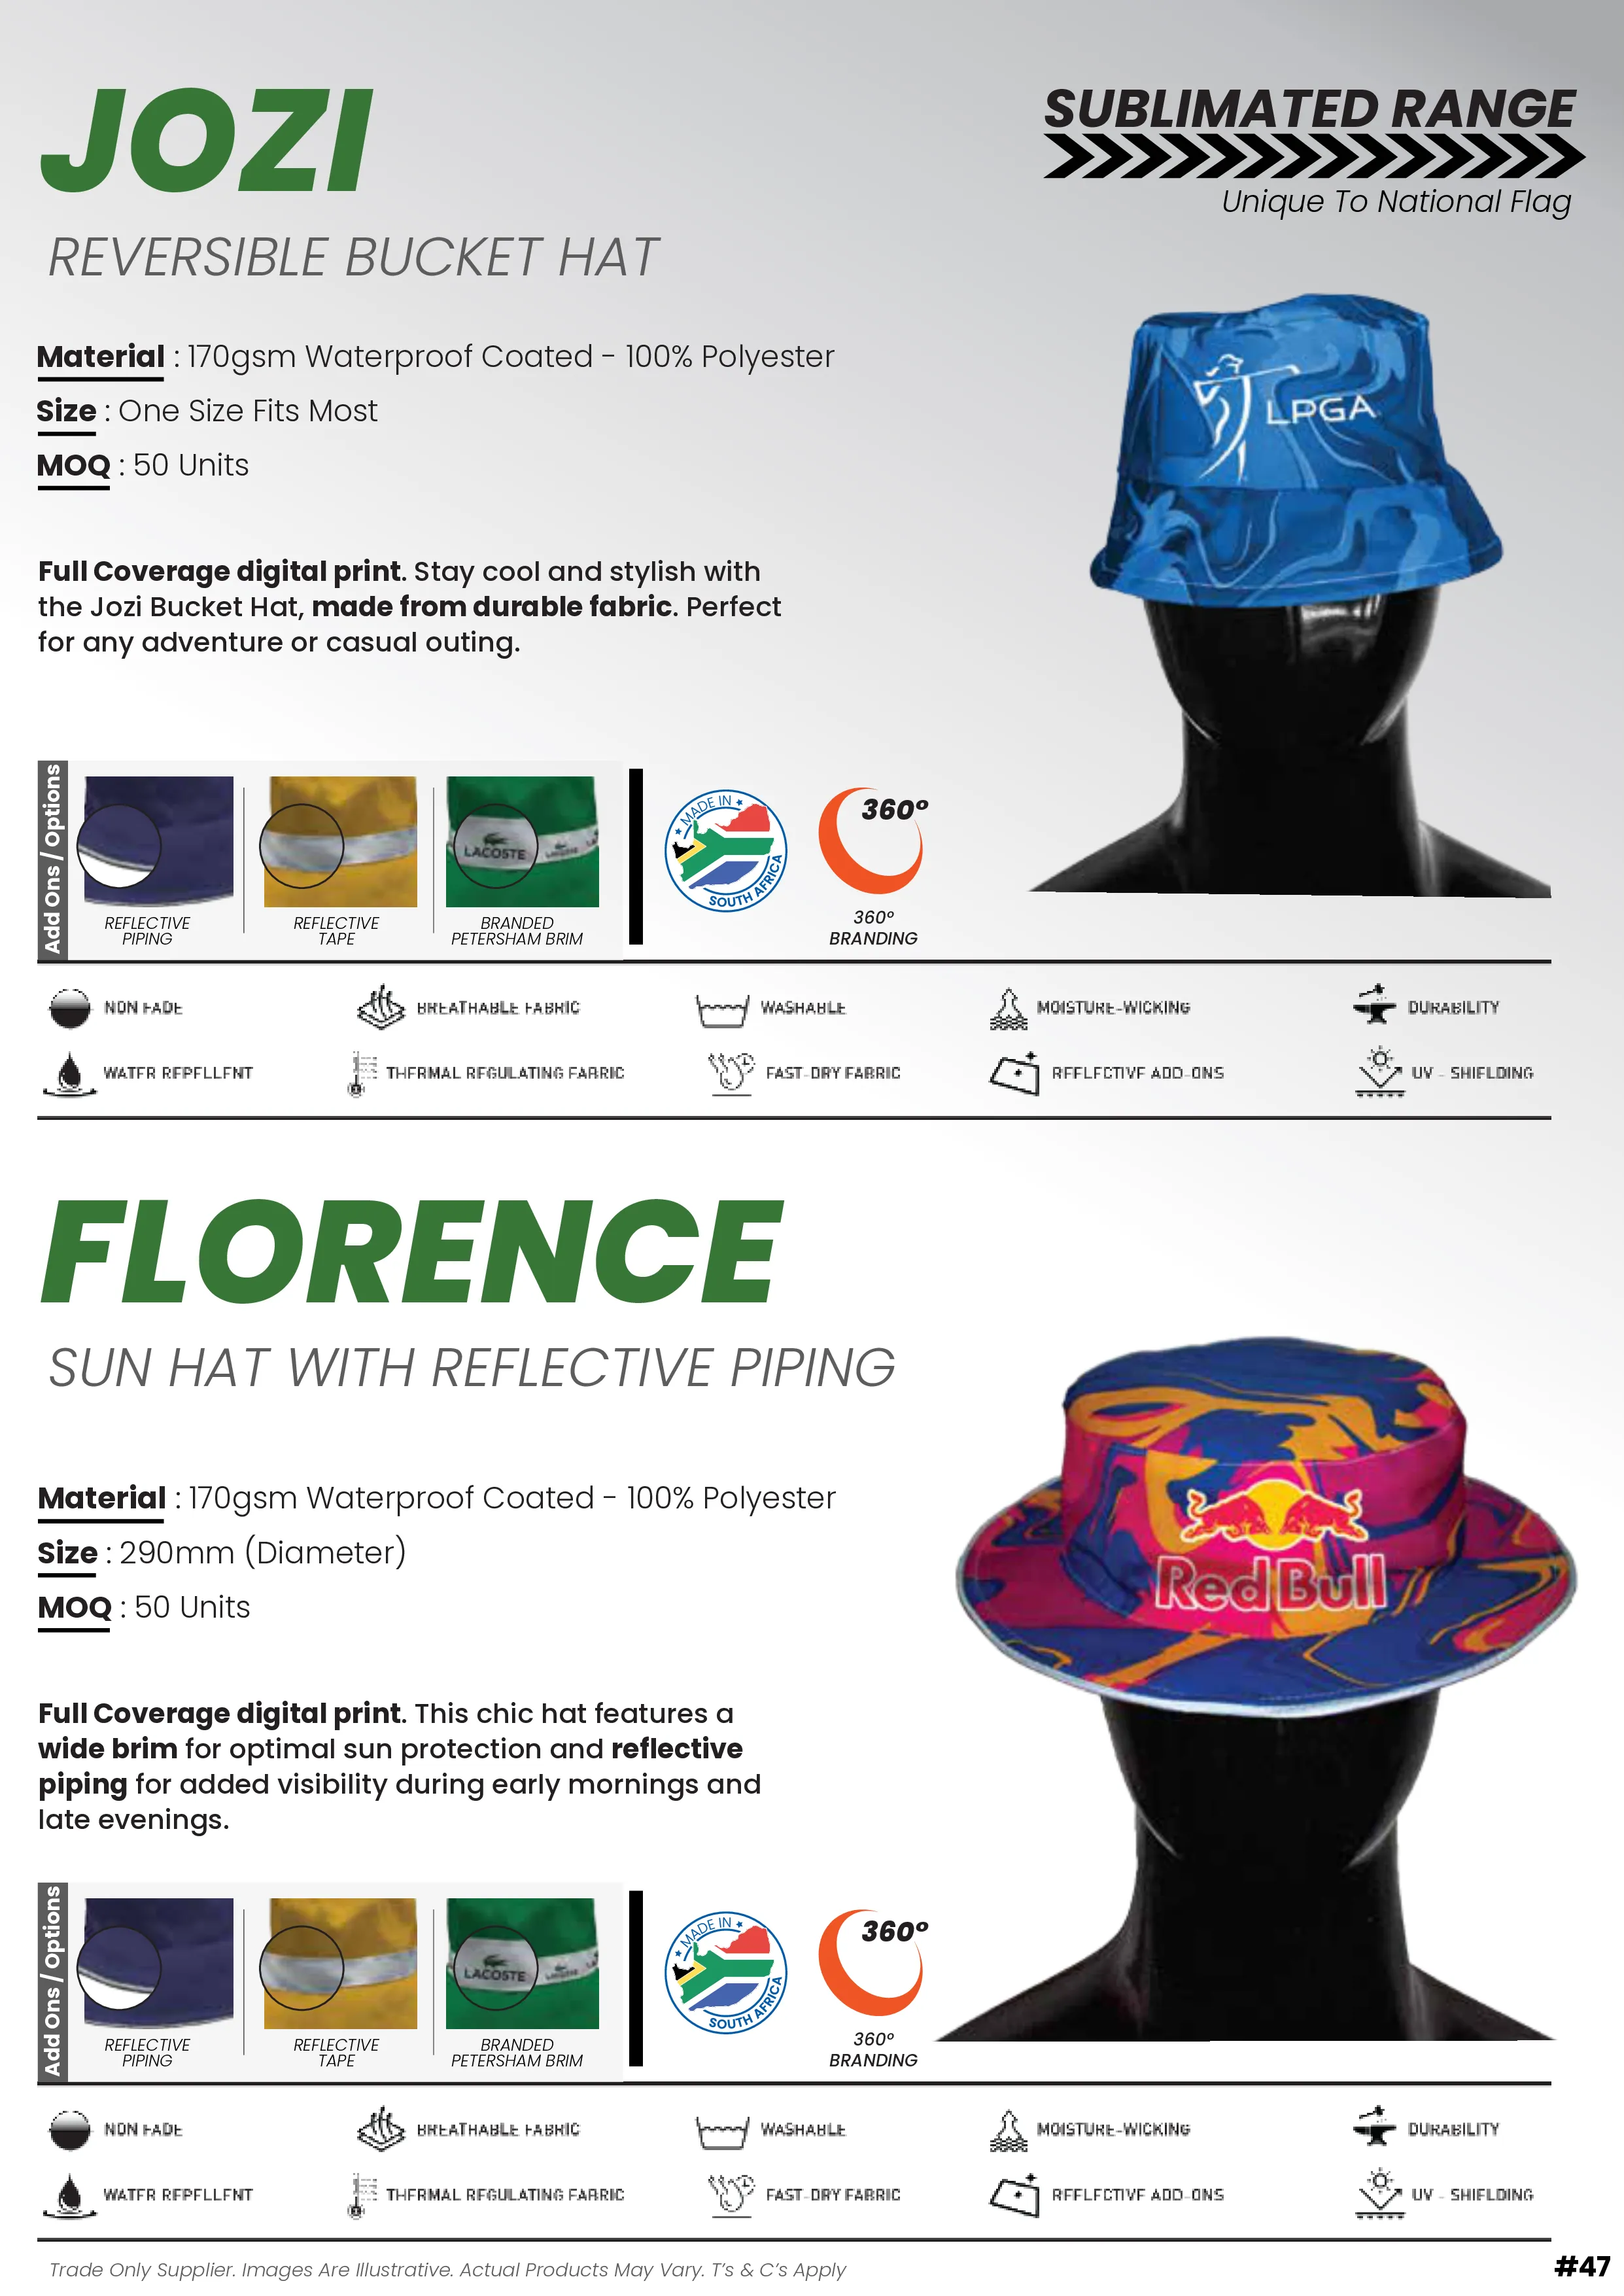 JOZI
SUBLIMATED RANGE
Unique To National Flag
REVERSIBLE BUCKET HAT
Material : 170gsm Waterproof Coated - 100% Polyester
Size : One Size Fits Most
MOQ : 50 Units
LPGA
Full Coverage digital print. Stay cool and stylish with
the Jozi Bucket Hat, made from durable fabric. Perfect
for any adventure or casual outing.
Add Ons / Options
LACOSTE
REFLECTIVE
PIPING
REFLECTIVE
TAPE
BRANDED
PETERSHAM BRIM
MADE IN
SOUTH AFRICA
360º
360º
BRANDING
NON FADE
BREATHABLE FABRIC
WASHABLE
MOISTURE-WICKING
DURABILITY
WATER REPELLENT
THERMAL REGULATING FABRIC
FAST-DRY FABRIC
REFLECTIVE ADD-ONS
UV - SHIELDING
FLORENCE
SUN HAT WITH REFLECTIVE PIPING
Material : 170gsm Waterproof Coated - 100% Polyester
Size : 290mm (Diameter)
MOQ : 50 Units
Red Bull
Full Coverage digital print. This chic hat features a
wide brim for optimal sun protection and reflective
piping for added visibility during early mornings and
late evenings.
Add Ons / Options
LACOSTE
REFLECTIVE
PIPING
REFLECTIVE
TAPE
BRANDED
PETERSHAM BRIM
MADE IN
SOUTH AFRICA
360º
360º
BRANDING
NON FADE
BREATHABLE FABRIC
WASHABLE
MOISTURE-WICKING
DURABILITY
WATER REPELLENT
THERMAL REGULATING FABRIC
FAST-DRY FABRIC
REFLECTIVE ADD-ONS
UV - SHIELDING
Trade Only Supplier. Images Are Illustrative. Actual Products May Vary. T's & C's Apply
#47